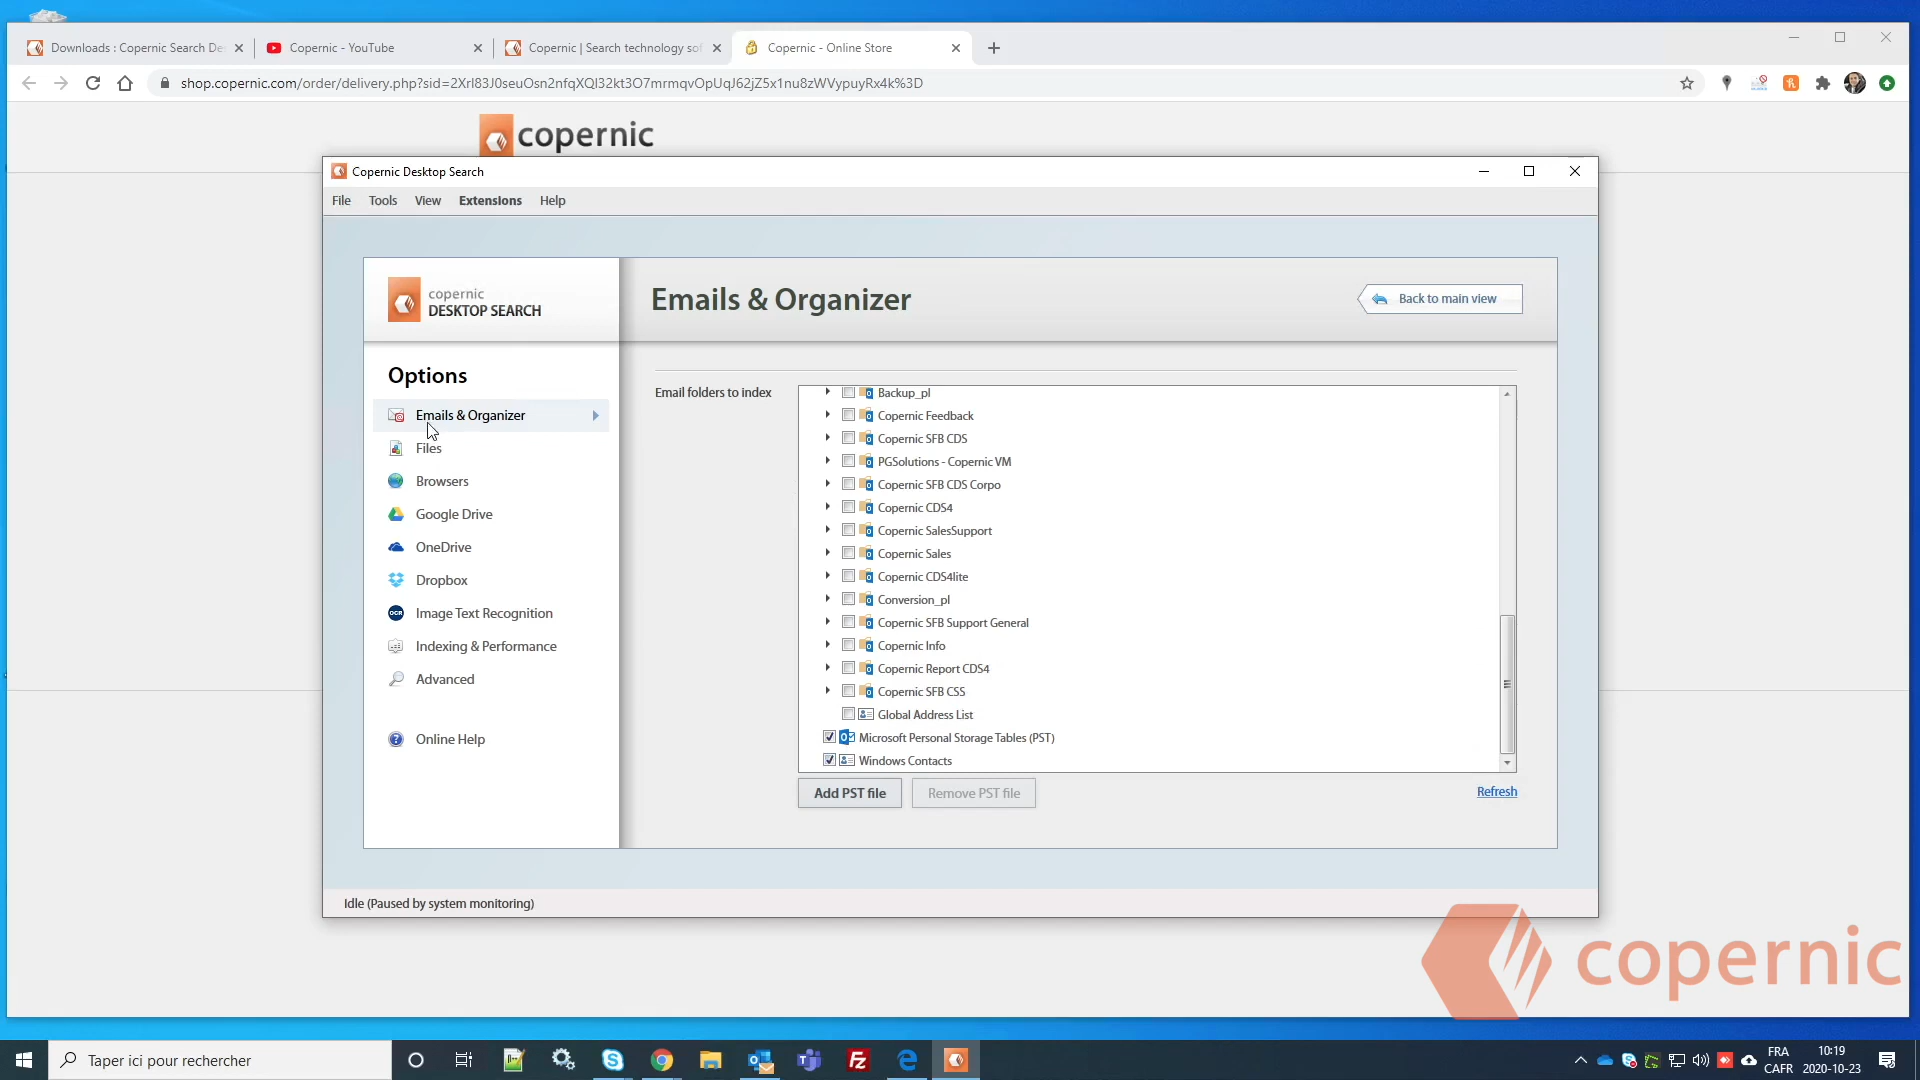 Downloads : Copernic Search De
Copernic - YouTube
Copernic | Search technology sof
Copernic - Online Store
shop.copernic.com/order/delivery.php?sid=2XrI83J0seuOsn2nfqXQI32kt3O7mrmqvOpUqJ62jZ5x1nu8zWVypuyRx4k%3D
copernic
Copernic Desktop Search
File Tools View Extensions Help
copernic
DESKTOP SEARCH
Emails & Organizer
Back to main view
Options
Emails & Organizer
Files
Browsers
Google Drive
OneDrive
Dropbox
OCR Image Text Recognition
Indexing & Performance
Advanced
Online Help
Email folders to index
Backup_pl
Copernic Feedback
Copernic SFB CDS
PGSolutions - Copernic VM
Copernic SFB CDS Corpo
Copernic CDS4
Copernic SalesSupport
Copernic Sales
Copernic CDS4lite
Conversion_pl
Copernic SFB Support General
Copernic Info
Copernic Report CDS4
Copernic SFB CSS
Global Address List
Microsoft Personal Storage Tables (PST)
Windows Contacts
Add PST file
Remove PST file
Refresh
Idle (Paused by system monitoring)
copernic
Taper ici pour rechercher
FRA
CAFR
10:19
2020-10-23